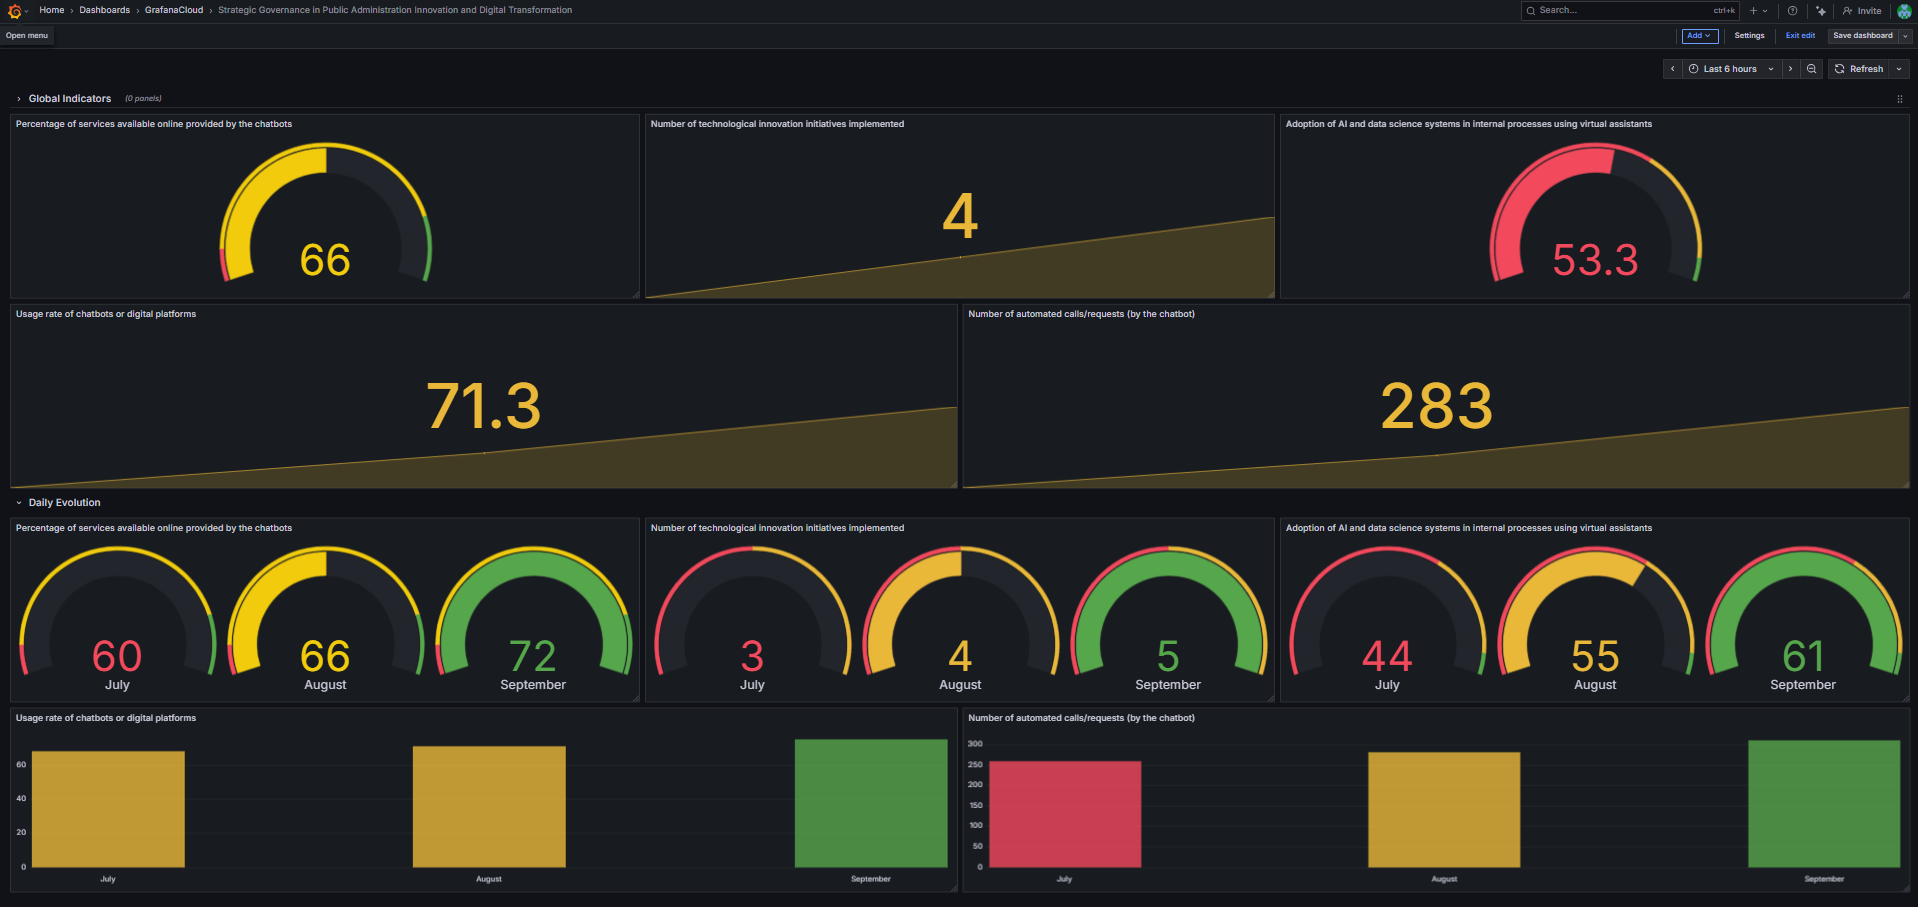 Home › Dashboards › GrafanaCloud › Strategic Governance in Public Administration Innovation and Digital Transformation
Search... ctrl+k
Invite
Open menu
Add
Settings
Exit edit
Save dashboard
Last 6 hours
Refresh
Global Indicators (0 panels)
Percentage of services available online provided by the chatbots
66
Number of technological innovation initiatives implemented
4
Adoption of AI and data science systems in internal processes using virtual assistants
53.3
Usage rate of chatbots or digital platforms
71.3
Number of automated calls/requests (by the chatbot)
283
Daily Evolution
Percentage of services available online provided by the chatbots
60
July
66
August
72
September
Number of technological innovation initiatives implemented
3
July
4
August
5
September
Adoption of AI and data science systems in internal processes using virtual assistants
44
July
55
August
61
September
Usage rate of chatbots or digital platforms
60
40
20
0
July
August
September
Number of automated calls/requests (by the chatbot)
300
250
200
150
100
50
0
July
August
September